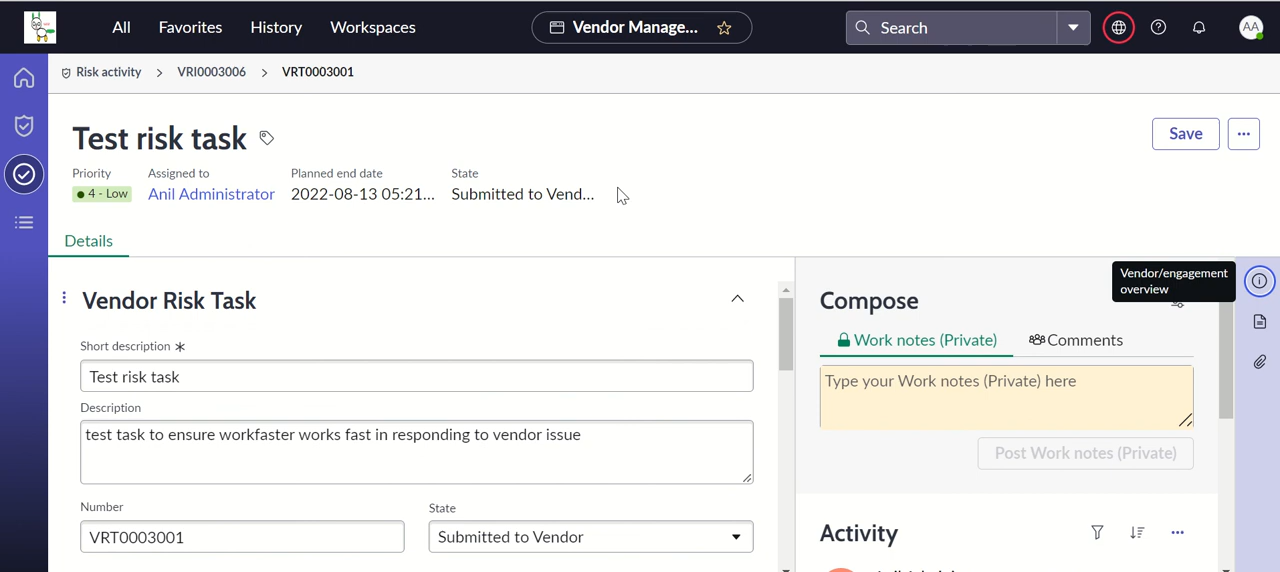 All Favorites History Workspaces Vendor Manage... Search AA
Risk activity > VRI0003006 > VRT0003001
Test risk task
Save
Priority Assigned to Planned end date State
4 - Low Anil Administrator 2022-08-13 05:21... Submitted to Vend...
Details
Vendor/engagement
overview
Vendor Risk Task
Compose
Short description *
Work notes (Private) Comments
Test risk task
Type your Work notes (Private) here
Description
test task to ensure workfaster works fast in responding to vendor issue
Post Work notes (Private)
Number State
VRT0003001 Submitted to Vendor
Activity